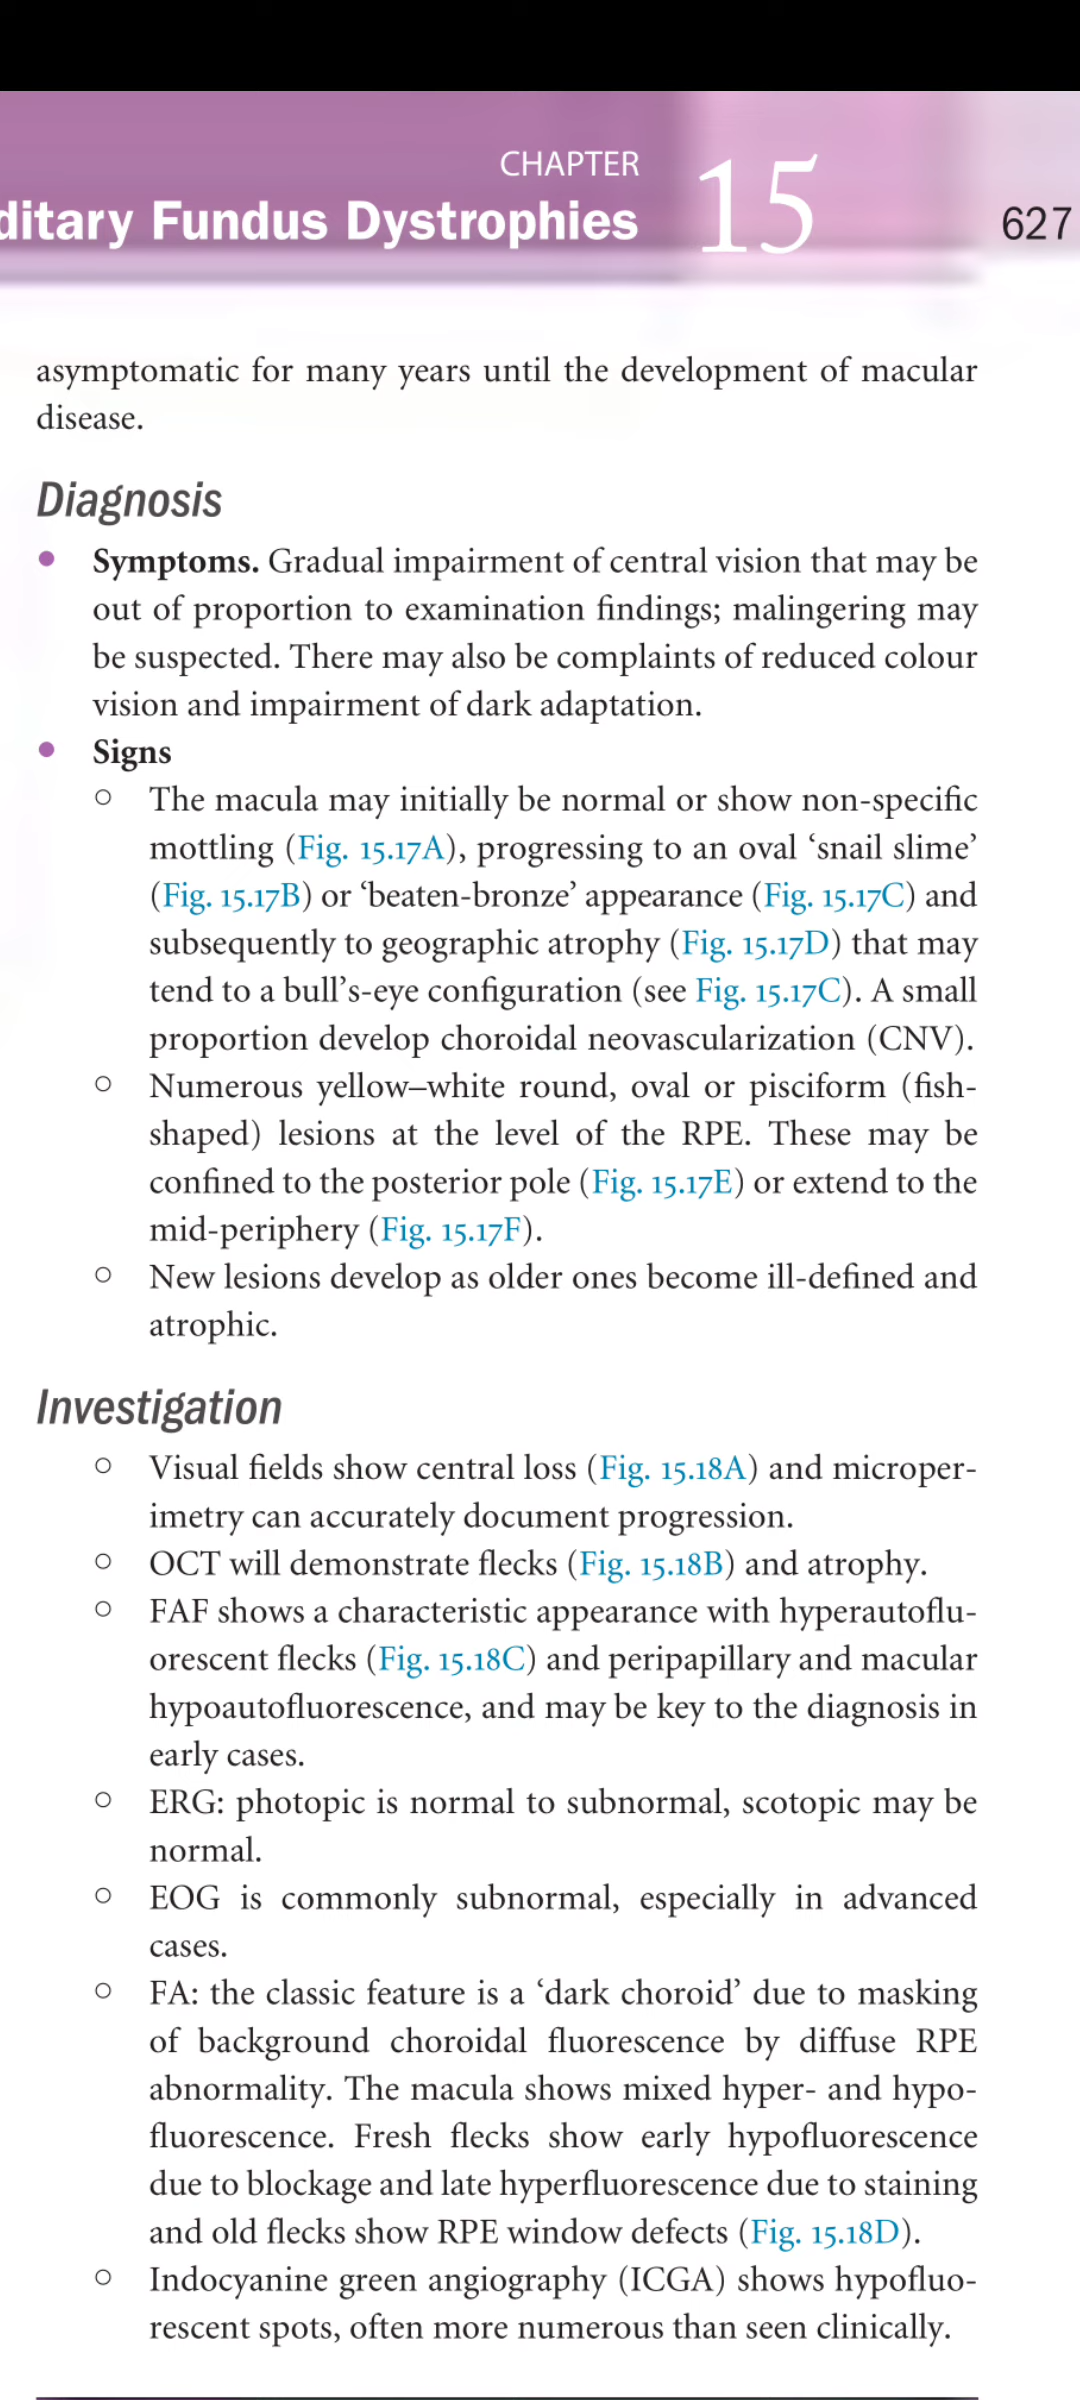 CHAPTER
ditary Fundus Dystrophies
15
627
asymptomatic for many years until the development of macular
disease.
Diagnosis
• Symptoms. Gradual impairment of central vision that may be
out of proportion to examination findings; malingering may
be suspected. There may also be complaints of reduced colour
vision and impairment of dark adaptation.
• Signs
○ The macula may initially be normal or show non-specific
mottling (Fig. 15.17A), progressing to an oval ‘snail slime’
(Fig. 15.17B) or ‘beaten-bronze’ appearance (Fig. 15.17C) and
subsequently to geographic atrophy (Fig. 15.17D) that may
tend to a bull’s-eye configuration (see Fig. 15.17C). A small
proportion develop choroidal neovascularization (CNV).
○ Numerous yellow–white round, oval or pisciform (fish-
shaped) lesions at the level of the RPE. These may be
confined to the posterior pole (Fig. 15.17E) or extend to the
mid-periphery (Fig. 15.17F).
○ New lesions develop as older ones become ill-defined and
atrophic.
Investigation
○ Visual fields show central loss (Fig. 15.18A) and microper-
imetry can accurately document progression.
○ OCT will demonstrate flecks (Fig. 15.18B) and atrophy.
○ FAF shows a characteristic appearance with hyperautoflu-
orescent flecks (Fig. 15.18C) and peripapillary and macular
hypoautofluorescence, and may be key to the diagnosis in
early cases.
○ ERG: photopic is normal to subnormal, scotopic may be
normal.
○ EOG is commonly subnormal, especially in advanced
cases.
○ FA: the classic feature is a ‘dark choroid’ due to masking
of background choroidal fluorescence by diffuse RPE
abnormality. The macula shows mixed hyper- and hypo-
fluorescence. Fresh flecks show early hypofluorescence
due to blockage and late hyperfluorescence due to staining
and old flecks show RPE window defects (Fig. 15.18D).
○ Indocyanine green angiography (ICGA) shows hypofluo-
rescent spots, often more numerous than seen clinically.